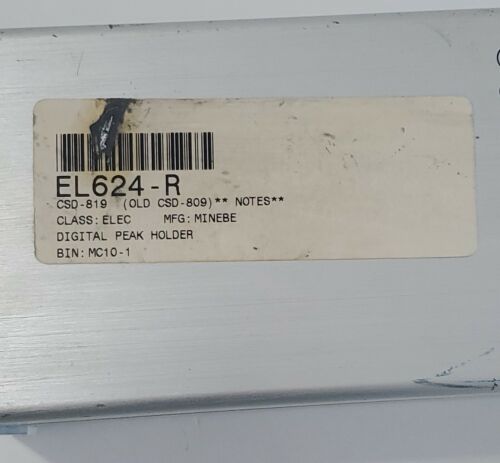 EL624-R
CSD-819 (OLD CSD-809)** NOTES**
CLASS: ELEC MFG: MINEBE
DIGITAL PEAK HOLDER
BIN: MC10-1